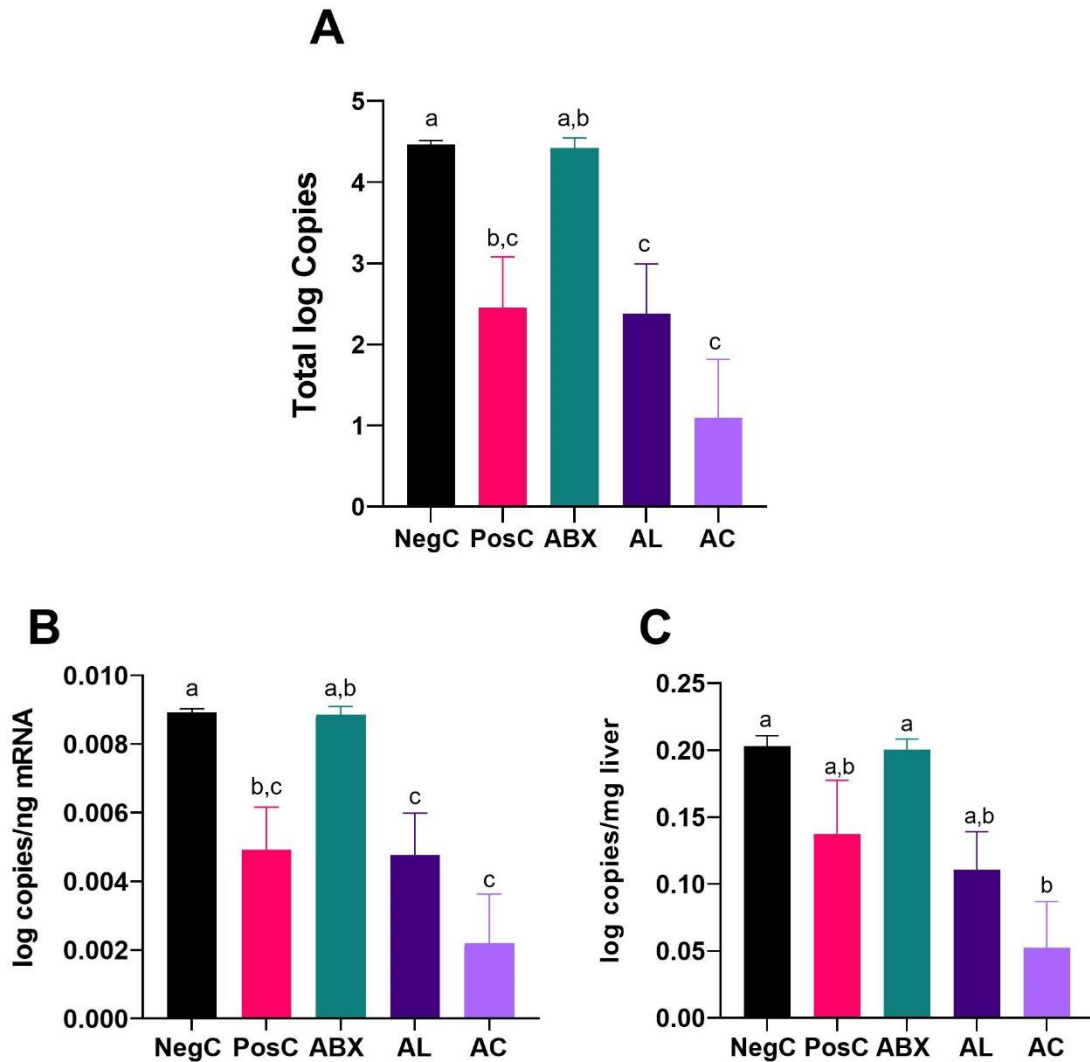 A
Total log Copies
5
4
3
2
1
0
a
b,c
a,b
c
c
NegC PosC ABX AL AC
B
log copies/ng mRNA
0.010
0.008
0.006
0.004
0.002
0.000
a
b,c
a,b
c
c
NegC PosC ABX AL AC
C
log copies/mg liver
0.25
0.20
0.15
0.10
0.05
0.00
a
a,b
a
a,b
b
NegC PosC ABX AL AC